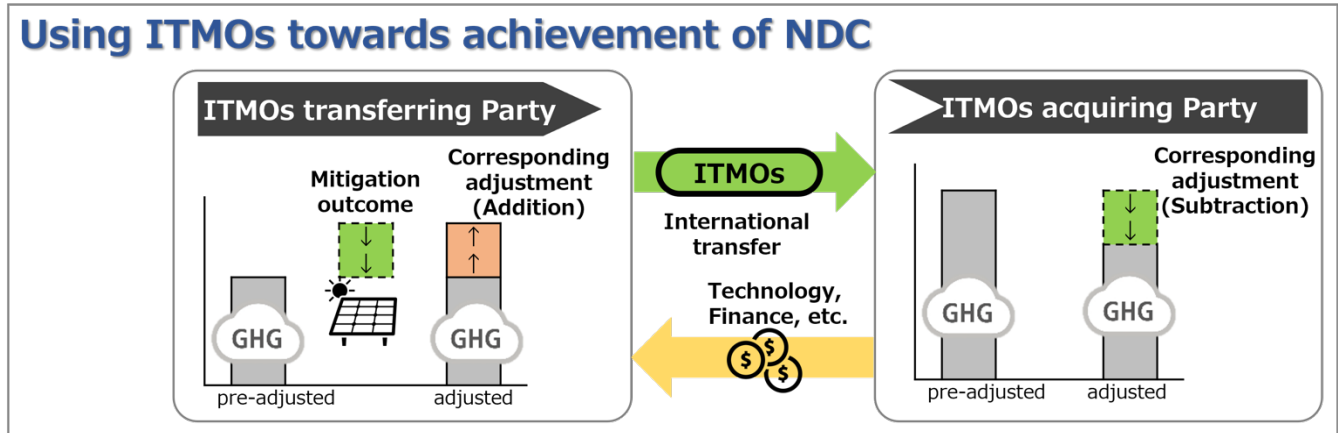 Using ITMOs towards achievement of NDC
ITMOs transferring Party
Mitigation
outcome
Corresponding
adjustment
(Addition)
GHG
GHG
pre-adjusted
adjusted
ITMOs
International
transfer
Technology,
Finance, etc.
$
$
$
ITMOs acquiring Party
Corresponding
adjustment
(Subtraction)
GHG
GHG
pre-adjusted
adjusted